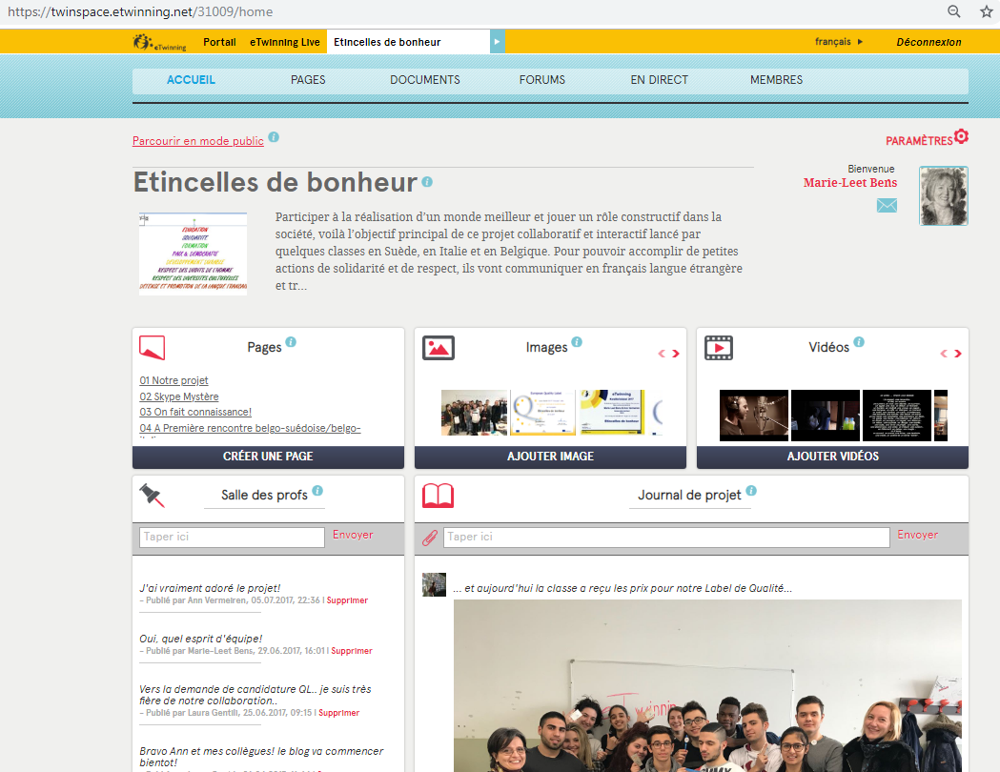 https://twinspace.etwinning.net/31009/home
eTwinning
Portail
eTwinning Live
Etincelles de bonheur
français
Déconnexion
ACCUEIL
PAGES
DOCUMENTS
FORUMS
EN DIRECT
MEMBRES
Parcourir en mode public
PARAMÈTRES
Etincelles de bonheur
Bienvenue
Marie-Leet Bens
EDUCATION
SOLIDARITE
FORMATION
PAIX & DEMOCRATIE
DEVELOPPEMENT DURABLE
RESPECT DES DROITS DE L'HOMME
RESPECT DES DIVERSITES CULTURELLES
DEFENSE ET PROMOTION DE LA LANGUE FRANCAI
Participer à la réalisation d'un monde meilleur et jouer un rôle constructif dans la
société, voilà l'objectif principal de ce projet collaboratif et interactif lancé par
quelques classes en Suède, en Italie et en Belgique. Pour pouvoir accomplir de petites
actions de solidarité et de respect, ils vont communiquer en français langue étrangère
et tr...
Pages
01 Notre projet
02 Skype Mystère
03 On fait connaissance!
04 A Première rencontre belgo-suédoise/belgo-
CRÉER UNE PAGE
Images
AJOUTER IMAGE
Vidéos
AJOUTER VIDÉOS
Salle des profs
Taper ici
Envoyer
J'ai vraiment adoré le projet!
– Publié par Ann Vermeiren, 05.07.2017, 22:36 | Supprimer
Oui, quel esprit d'équipe!
– Publié par Marie-Leet Bens, 29.06.2017, 16:01 | Supprimer
Vers la demande de candidature QL.. je suis très
fière de notre collaboration..
– Publié par Laura Gentili, 25.06.2017, 09:15 | Supprimer
Bravo Ann et mes collègues! le blog va commencer
bientot!
Journal de projet
Taper ici
Envoyer
... et aujourd'hui la classe a reçu les prix pour notre Label de Qualité...